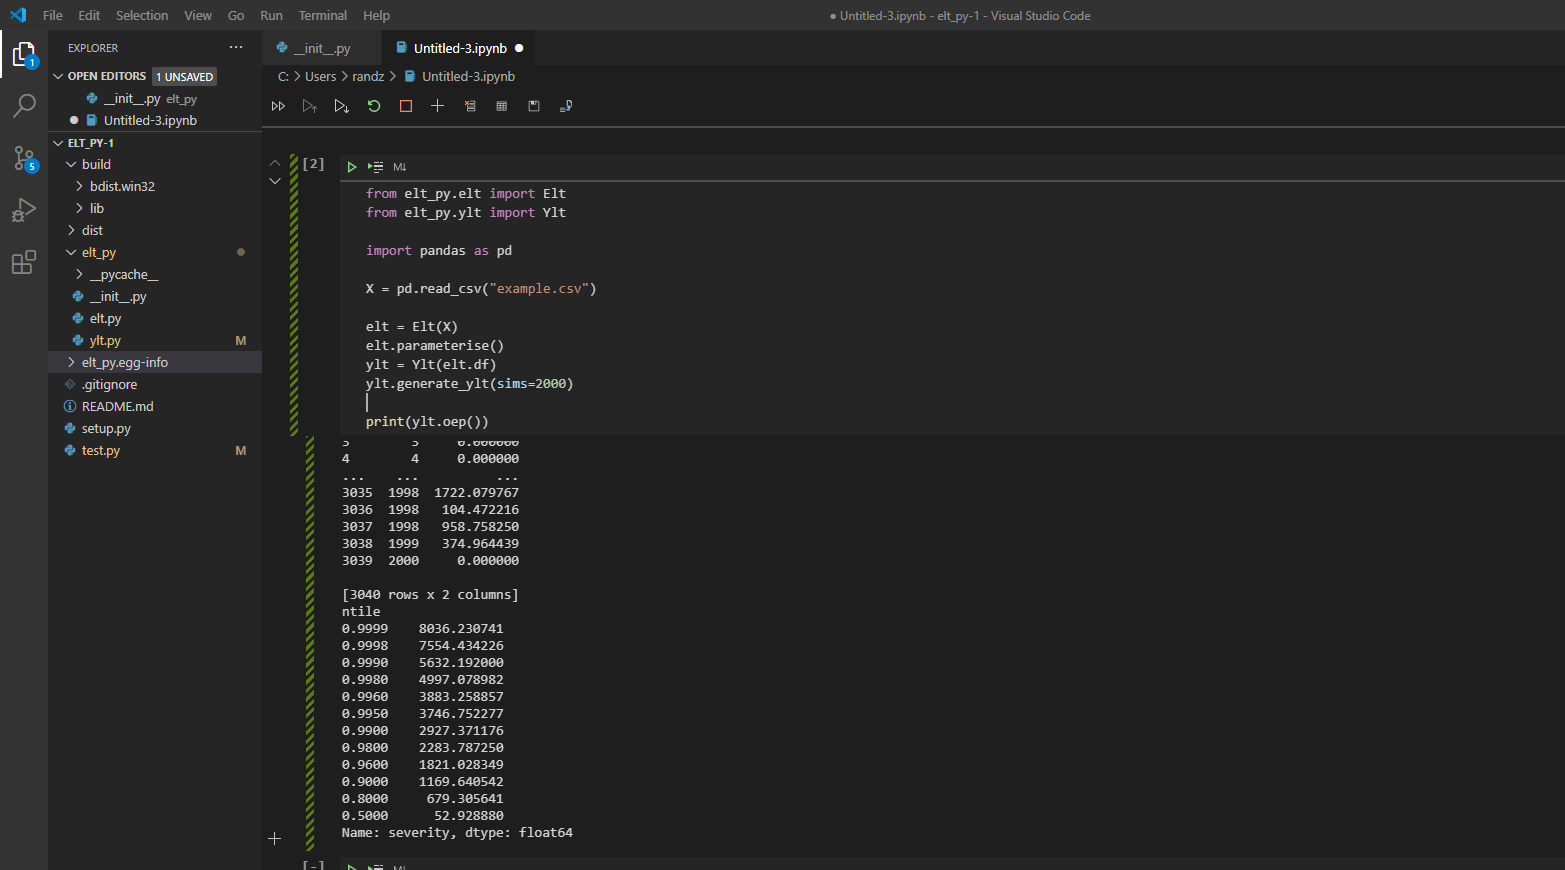 File Edit Selection View Go Run Terminal Help
● Untitled-3.ipynb - elt_py-1 - Visual Studio Code
EXPLORER ···
OPEN EDITORS 1 UNSAVED
__init__.py elt_py
Untitled-3.ipynb
ELT_PY-1
build
bdist.win32
lib
dist
elt_py
__pycache__
__init__.py
elt.py
ylt.py M
elt_py.egg-info
.gitignore
README.md
setup.py
test.py M
1
5
__init__.py
Untitled-3.ipynb
C: > Users > randz > Untitled-3.ipynb
[2]
M↓
from elt_py.elt import Elt
from elt_py.ylt import Ylt
import pandas as pd
X = pd.read_csv("example.csv")
elt = Elt(X)
elt.parameterise()
ylt = Ylt(elt.df)
ylt.generate_ylt(sims=2000)
print(ylt.oep())
3 3 0.000000
4 4 0.000000
... ... ...
3035 1998 1722.079767
3036 1998 104.472216
3037 1998 958.758250
3038 1999 374.964439
3039 2000 0.000000
[3040 rows x 2 columns]
ntile
0.9999 8036.230741
0.9998 7554.434226
0.9990 5632.192000
0.9980 4997.078982
0.9960 3883.258857
0.9950 3746.752277
0.9900 2927.371176
0.9800 2283.787250
0.9600 1821.028349
0.9000 1169.640542
0.8000 679.305641
0.5000 52.928880
Name: severity, dtype: float64
[-]
M↓